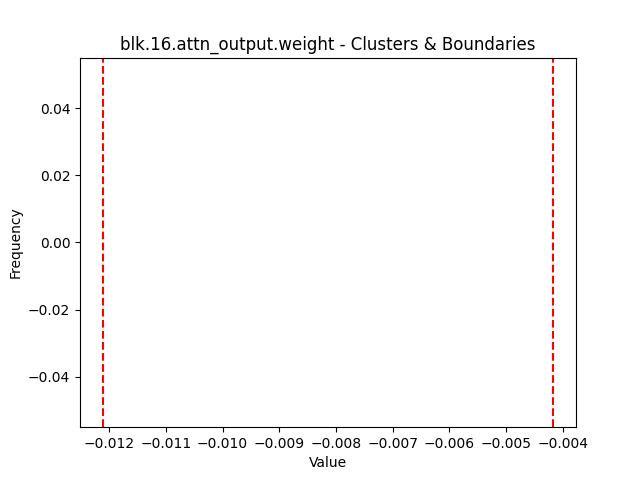 blk.16.attn_output.weight - Clusters & Boundaries
0.04
0.02
0.00
−0.02
−0.04
Frequency
−0.012 −0.011 −0.010 −0.009 −0.008 −0.007 −0.006 −0.005 −0.004
Value